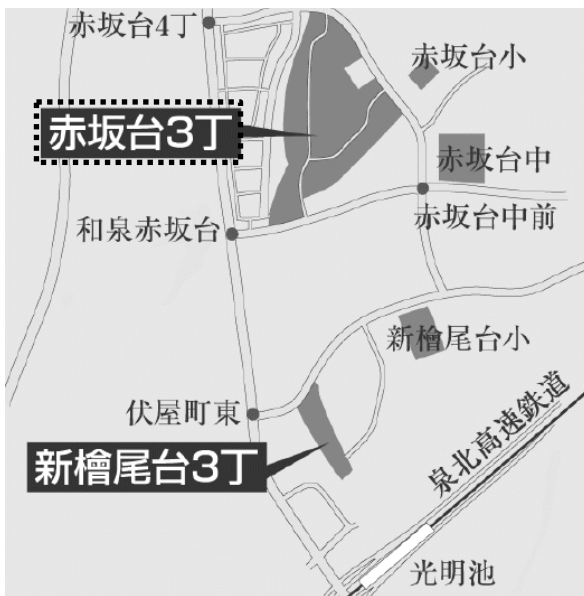 赤坂台4丁
赤坂台小
赤坂台3丁
赤坂台中
和泉赤坂台
赤坂台中前
新檜尾台小
伏屋町東
新檜尾台3丁
泉北高速鉄道
光明池